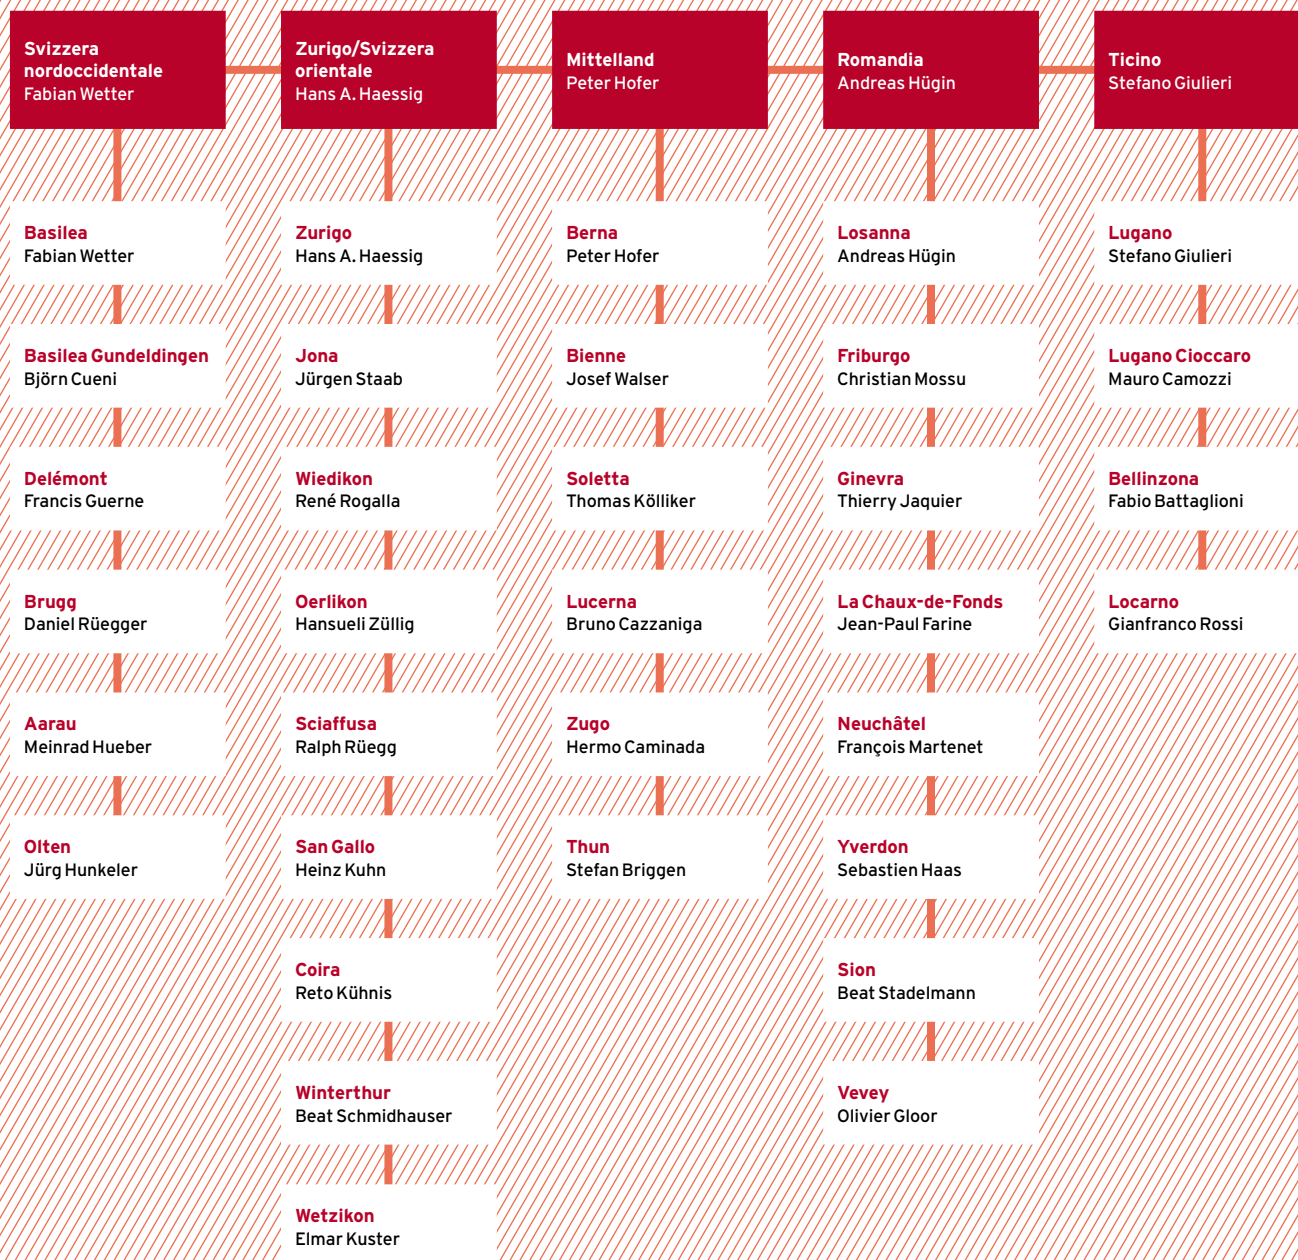 Svizzera
nordoccidentale
Fabian Wetter
Zurigo/Svizzera
orientale
Hans A. Haessig
Mittelland
Peter Hofer
Romandia
Andreas Hügin
Ticino
Stefano Giulieri
Basilea
Fabian Wetter
Basilea Gundeldingen
Björn Cueni
Delémont
Francis Guerne
Brugg
Daniel Rüegger
Aarau
Meinrad Hueber
Olten
Jürg Hunkeler
Zurigo
Hans A. Haessig
Jona
Jürgen Staab
Wiedikon
René Rogalla
Oerlikon
Hansueli Züllig
Sciaffusa
Ralph Rüegg
San Gallo
Heinz Kuhn
Coira
Reto Kühnis
Winterthur
Beat Schmidhauser
Wetzikon
Elmar Kuster
Berna
Peter Hofer
Bienne
Josef Walser
Soletta
Thomas Kölliker
Lucerna
Bruno Cazzaniga
Zugo
Hermo Caminada
Thun
Stefan Briggen
Losanna
Andreas Hügin
Friburgo
Christian Mossu
Ginevra
Thierry Jaquier
La Chaux-de-Fonds
Jean-Paul Farine
Neuchâtel
François Martenet
Yverdon
Sebastien Haas
Sion
Beat Stadelmann
Vevey
Olivier Gloor
Lugano
Stefano Giulieri
Lugano Cioccaro
Mauro Camozzi
Bellinzona
Fabio Battaglioni
Locarno
Gianfranco Rossi